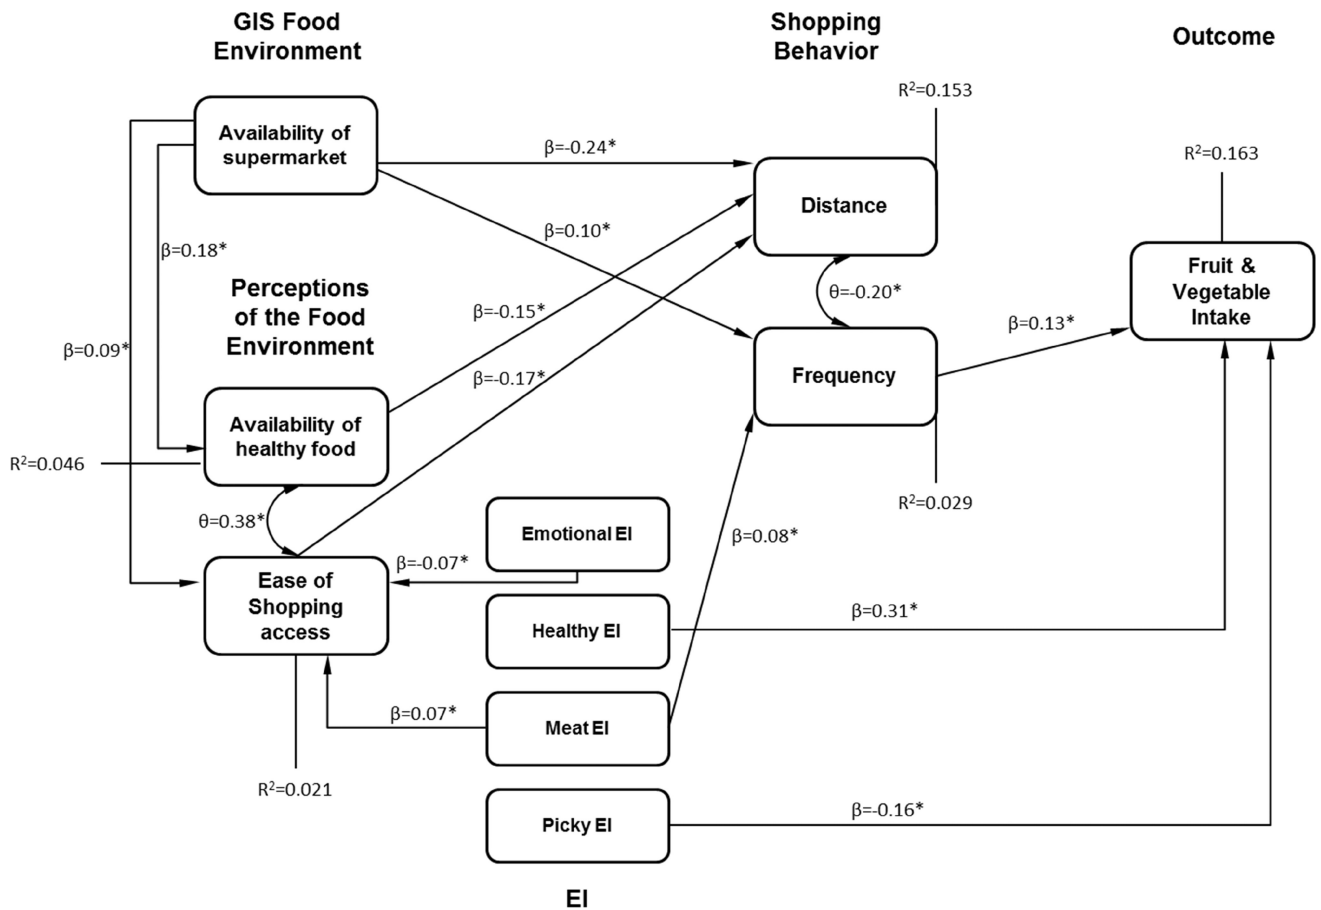 GIS Food
Environment
Shopping
Behavior
Outcome
R²=0.153
Availability of
supermarket
β=-0.24*
R²=0.163
Distance
β=0.10*
β=0.18*
Fruit &
Vegetable
Intake
Perceptions
of the Food
Environment
θ=-0.20*
β=-0.15*
β=0.13*
β=0.09*
β=-0.17*
Frequency
Availability of
healthy food
R²=0.046
R²=0.029
θ=0.38*
Emotional EI
β=0.08*
β=-0.07*
Ease of
Shopping
access
Healthy EI
β=0.31*
β=0.07*
Meat EI
R²=0.021
Picky EI
β=-0.16*
EI